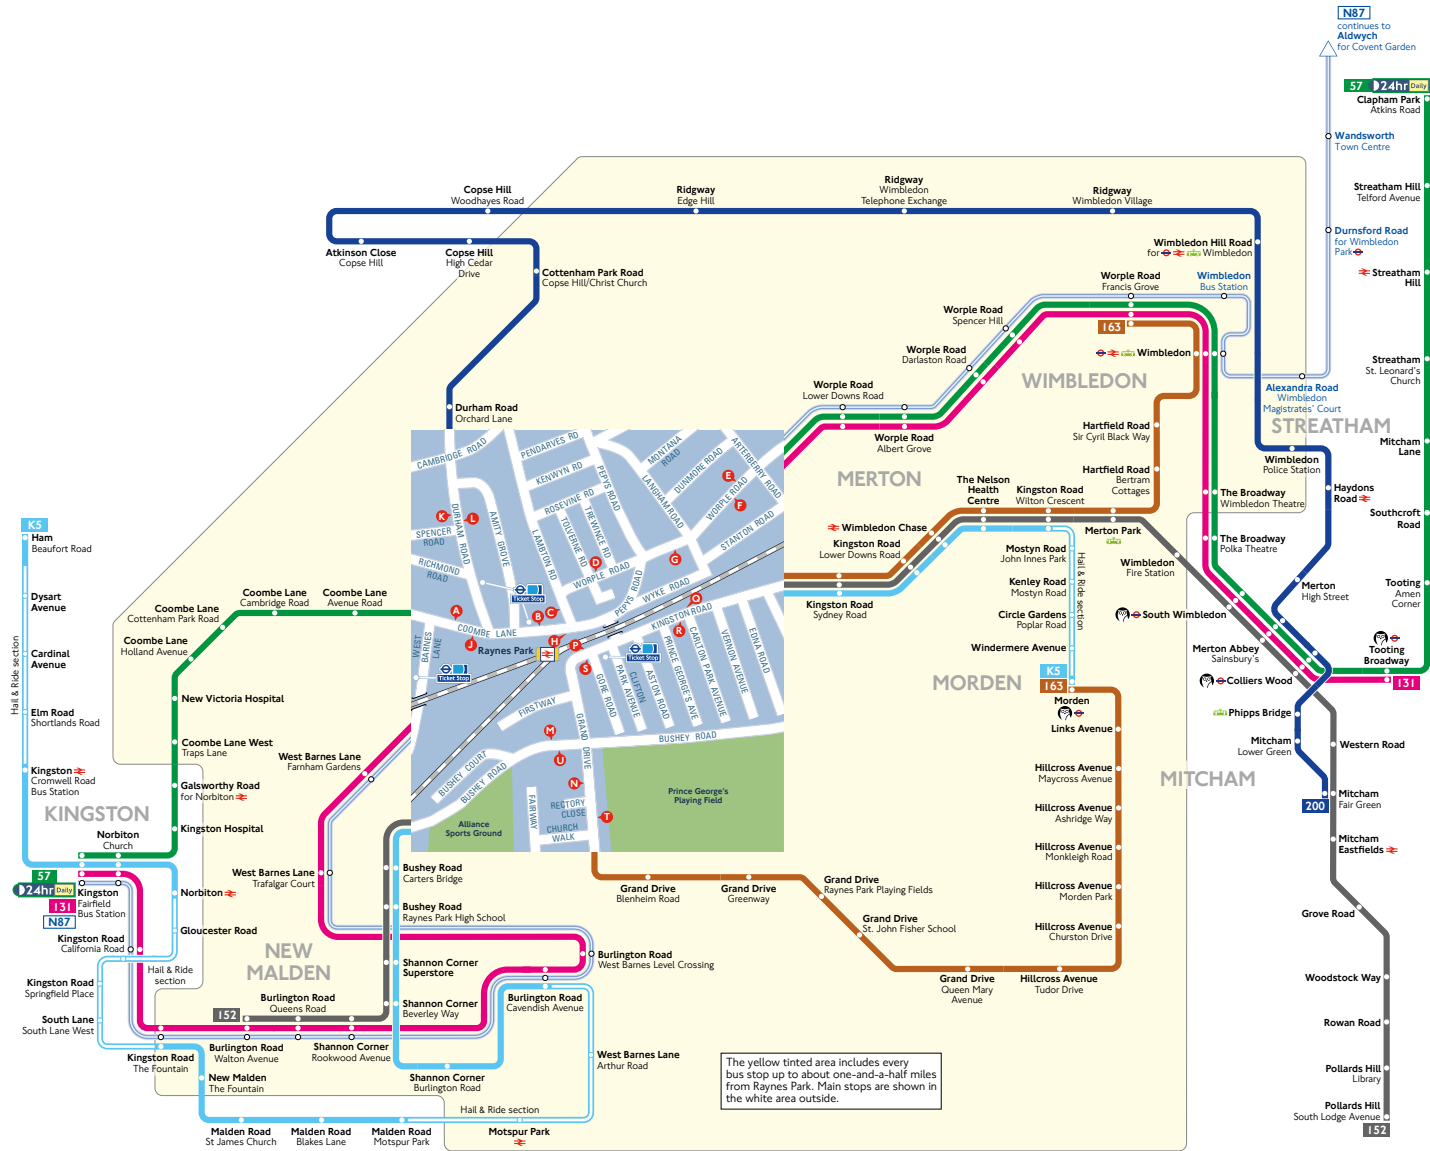 N87
continues to
Aldwych
for Covent Garden
57 24hr Daily
Clapham Park
Atkins Road
Wandsworth
Town Centre
Streatham Hill
Telford Avenue
Durnsford Road
for Wimbledon
Park
Streatham
Hill
Streatham
St. Leonard's
Church
Mitcham
Lane
Southcroft
Road
Tooting
Amen
Corner
Tooting
Broadway
131
Copse Hill
Woodhayes Road
Ridgway
Edge Hill
Ridgway
Wimbledon
Telephone Exchange
Ridgway
Wimbledon Village
Atkinson Close
Copse Hill
Copse Hill
High Cedar
Drive
Cottenham Park Road
Copse Hill/Christ Church
Durham Road
Orchard Lane
Wimbledon Hill Road
for Wimbledon
Worple Road
Francis Grove
Wimbledon
Bus Station
Worple Road
Spencer Hill
163
Wimbledon
Worple Road
Darlaston Road
Worple Road
Lower Downs Road
Worple Road
Albert Grove
WIMBLEDON
Alexandra Road
Wimbledon
Magistrates' Court
STREATHAM
Hartfield Road
Sir Cyril Black Way
Hartfield Road
Bertram
Cottages
Wimbledon
Police Station
Haydons
Road
MERTON
The Nelson
Health
Centre
Kingston Road
Wilton Crescent
The Broadway
Wimbledon Theatre
The Broadway
Polka Theatre
Wimbledon Chase
Kingston Road
Lower Downs Road
Merton Park
Wimbledon
Fire Station
Mostyn Road
John Innes Park
Kenley Road
Mostyn Road
Circle Gardens
Poplar Road
Windermere Avenue
Hail & Ride section
Kingston Road
Sydney Road
Merton
High Street
South Wimbledon
Merton Abbey
Sainsbury's
Colliers Wood
Phipps Bridge
Mitcham
Lower Green
Western Road
MITCHAM
200
Mitcham
Fair Green
Mitcham
Eastfields
Grove Road
Woodstock Way
Rowan Road
Pollards Hill
Library
Pollards Hill
South Lodge Avenue
152
MORDEN
K5
163
Morden
Links Avenue
Hillcross Avenue
Maycross Avenue
Hillcross Avenue
Ashridge Way
Hillcross Avenue
Monkleigh Road
Hillcross Avenue
Morden Park
Hillcross Avenue
Churston Drive
Hillcross Avenue
Tudor Drive
Grand Drive
Queen Mary
Avenue
Grand Drive
St. John Fisher School
Grand Drive
Raynes Park Playing Fields
Grand Drive
Greenway
Grand Drive
Blenheim Road
K5
Ham
Beaufort Road
Dysart
Avenue
Cardinal
Avenue
Elm Road
Shortlands Road
Hail & Ride section
Kingston
Cromwell Road
Bus Station
KINGSTON
Norbiton
Church
57
24hr Daily
131
N87
Kingston
Fairfield
Bus Station
Kingston Road
California Road
Kingston Road
Springfield Place
South Lane
South Lane West
Kingston Road
The Fountain
Hail & Ride
section
Norbiton
Gloucester Road
Coombe Lane
Avenue Road
Coombe Lane
Cambridge Road
Coombe Lane
Cottenham Park Road
Coombe Lane
Holland Avenue
New Victoria Hospital
Coombe Lane West
Traps Lane
Galsworthy Road
for Norbiton
Kingston Hospital
West Barnes Lane
Farnham Gardens
West Barnes Lane
Trafalgar Court
NEW
MALDEN
152
Burlington Road
Queens Road
Burlington Road
Walton Avenue
Shannon Corner
Rookwood Avenue
New Malden
The Fountain
Malden Road
St James Church
Malden Road
Blakes Lane
Malden Road
Motspur Park
Hail & Ride section
Motspur Park
Bushey Road
Carters Bridge
Bushey Road
Raynes Park High School
Shannon Corner
Superstore
Shannon Corner
Beverley Way
Shannon Corner
Burlington Road
Burlington Road
West Barnes Level Crossing
Burlington Road
Cavendish Avenue
West Barnes Lane
Arthur Road
The yellow tinted area includes every
bus stop up to about one-and-a-half miles
from Raynes Park. Main stops are shown in
the white area outside.
CAMBRIDGE ROAD
PENDARVES RD
KENWYN RD
ROSEVINE RD
PEPYS ROAD
MONTANA
ROAD
DUNMORE ROAD
ARTERBERRY ROAD
LANGHAM ROAD
WORPLE ROAD
STANTON ROAD
E
F
K
L
SPENCER
ROAD
DURHAM ROAD
AMITY GROVE
LAMBTON RD
TOLVERNE RD
TREWINCE RD
RICHMOND
ROAD
D
G
WORPLE ROAD
PEPYS ROAD
WYKE ROAD
Ticket Stop
A
B
C
Q
COOMBE LANE
KINGSTON ROAD
J
H
P
R
S
WEST
BARNES
LANE
Raynes Park
Ticket Stop
Ticket Stop
GORE ROAD
CLIFTON
PARK AVENUE
ASTON ROAD
PRINCE GEORGE'S AVE
CARLTON PARK AVENUE
VERNON AVENUE
EDNA ROAD
FIRSTWAY
GRAND DRIVE
M
U
N
T
BUSHEY ROAD
BUSHEY COURT
BUSHEY ROAD
FAIRWAY
RECTORY
CLOSE
CHURCH
WALK
Alliance
Sports Ground
Prince George's
Playing Field